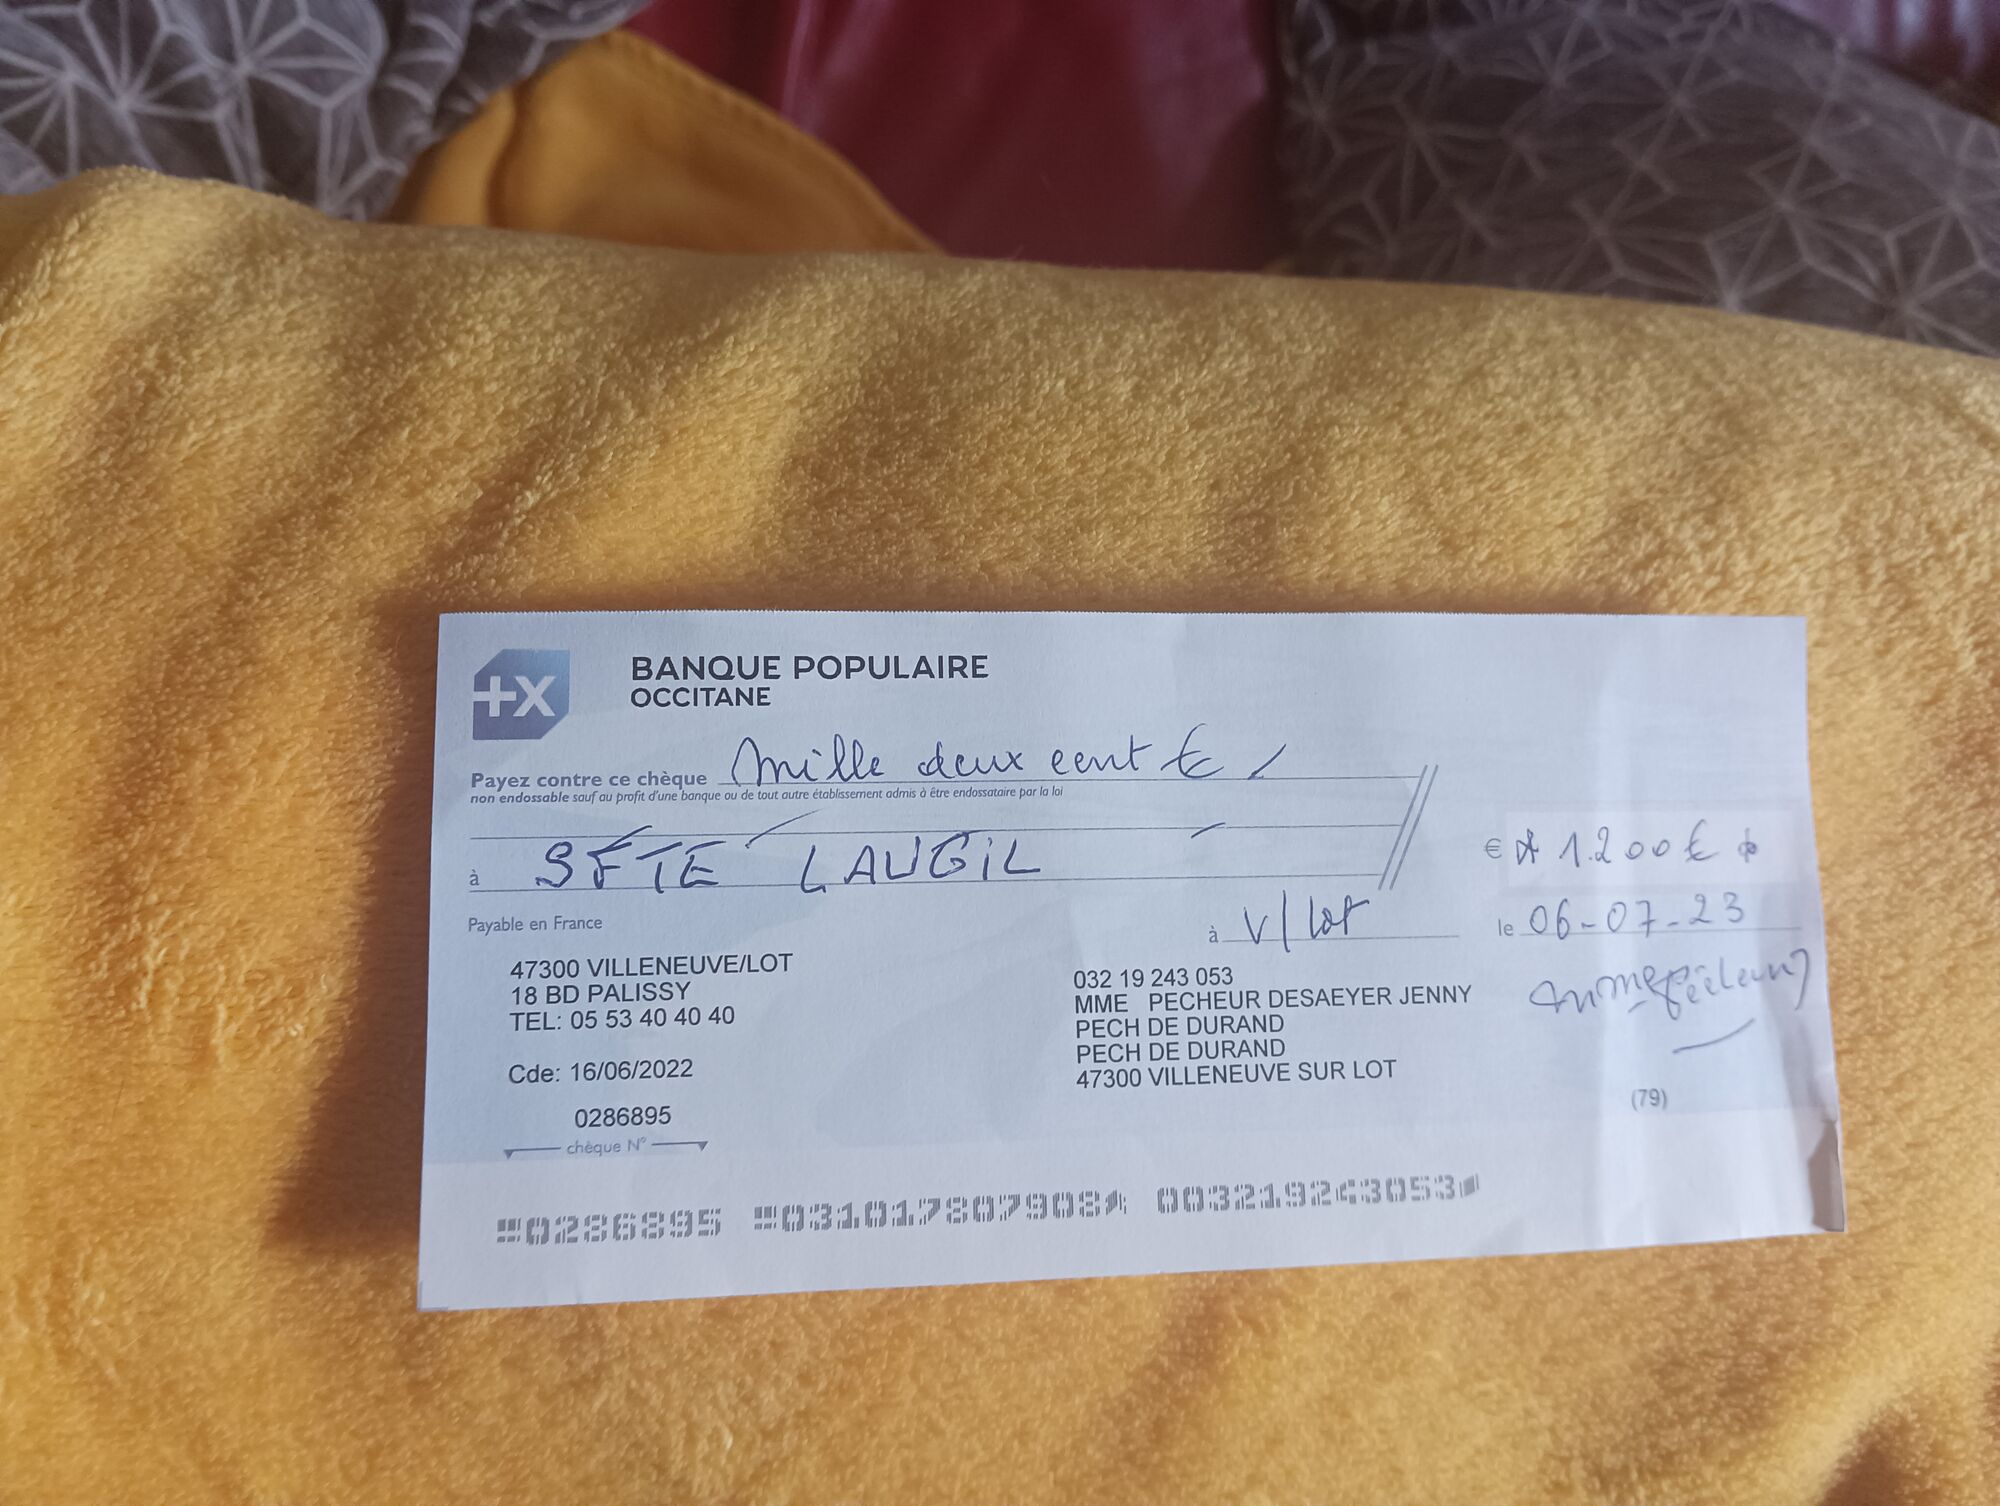 +X
BANQUE POPULAIRE
OCCITANE
Payez contre ce chèque Mille deux cent €
non endossable sauf au profit d'une banque ou de tout autre établissement admis à être endossataire par la loi
à SÉTÉ LAUGIL
€ 1.200€
Payable en France
à V/Lot
le 06-07-23
47300 VILLENEUVE/LOT
18 BD PALISSY
TEL: 05 53 40 40 40
Cde: 16/06/2022
0286895
chèque N°
032 19 243 053
MME PECHEUR DESAEYER JENNY
PECH DE DURAND
PECH DE DURAND
47300 VILLENEUVE SUR LOT
(79)
0286895 031017807908 00321924305​3